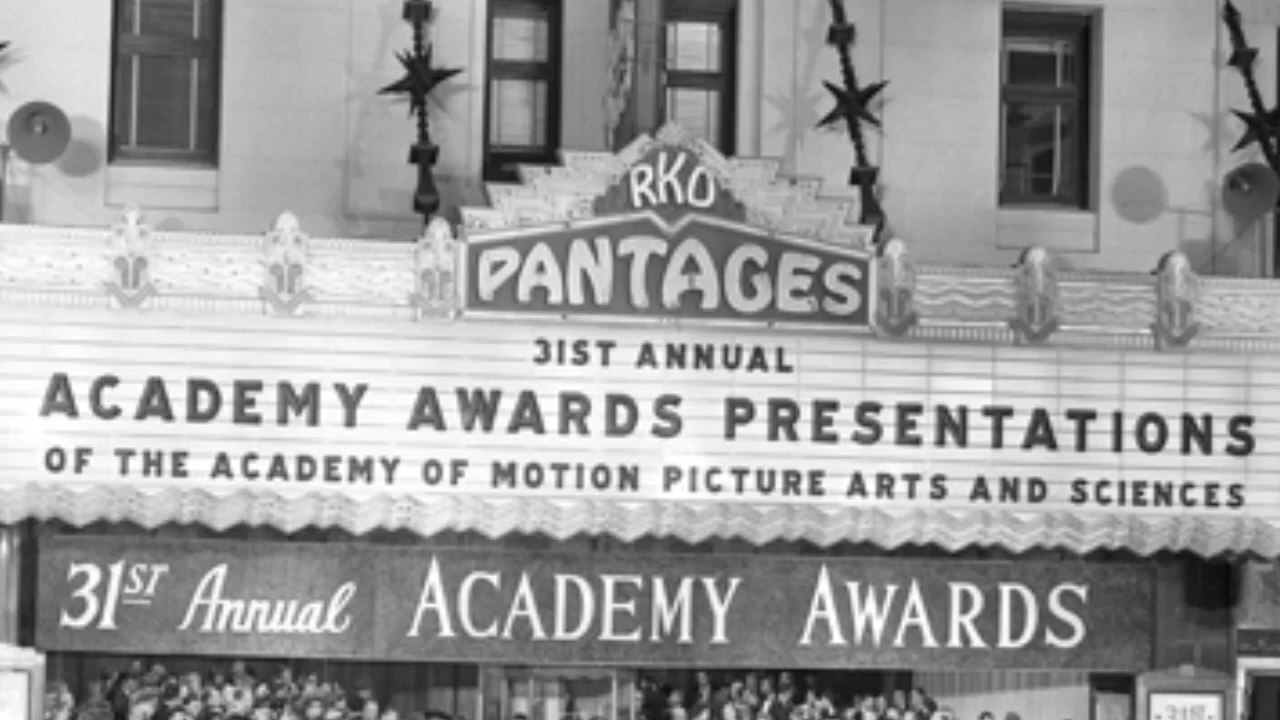 RKO
PANTAGES
31ST ANNUAL
ACADEMY AWARDS PRESENTATIONS
OF THE ACADEMY OF MOTION PICTURE ARTS AND SCIENCES
31ST Annual ACADEMY AWARDS
31ST